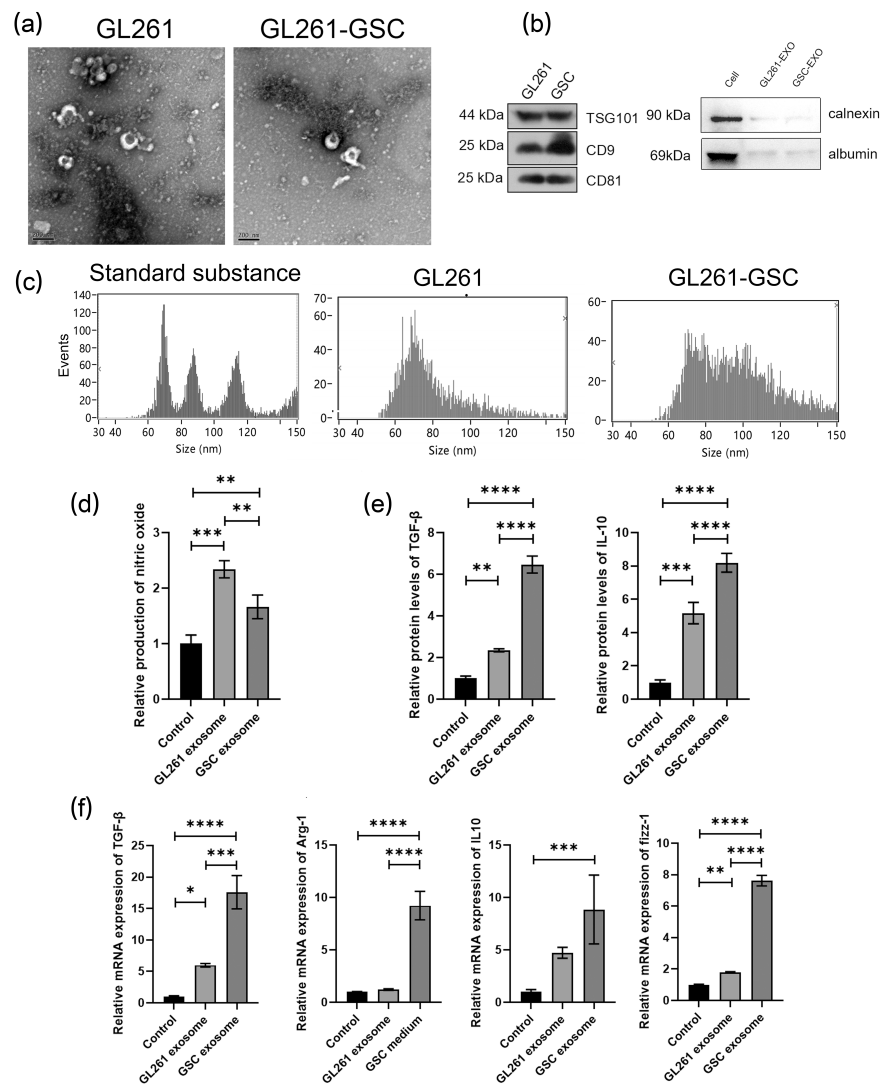 (a)
GL261
GL261-GSC
200 nm
200 nm
(b)
GL261
GSC
44 kDa
TSG101
25 kDa
CD9
25 kDa
CD81
Cell
GL261-EXO
GSC-EXO
90 kDa
calnexin
69kDa
albumin
(c)
Standard substance
GL261
GL261-GSC
Events
140
120
100
80
60
40
20
0
30 40 60 80 100 120 150
Size (nm)
70
60
40
20
0
30 40 60 80 100 120 150
Size (nm)
60
40
20
0
30 40 60 80 100 120 150
Size (nm)
(d)
Relative production of nitric oxide
3
2
1
0
**
**
***
Control
GL261 exosome
GSC exosome
(e)
Relative protein levels of TGF-β
8
6
4
2
0
****
****
**
Control
GL261 exosome
GSC exosome
Relative protein levels of IL-10
10
8
6
4
2
0
****
****
***
Control
GL261 exosome
GSC exosome
(f)
Relative mRNA expression of TGF-β
25
20
15
10
5
0
****
***
*
Control
GL261 exosome
GSC exosome
Relative mRNA expression of Arg-1
15
10
5
0
****
****
Control
GL261 exosome
GSC medium
Relative mRNA expression of IL10
15
10
5
0
***
Control
GL261 exosome
GSC exosome
Relative mRNA expression of fizz-1
10
8
6
4
2
0
****
****
**
Control
GL261 exosome
GSC exosome